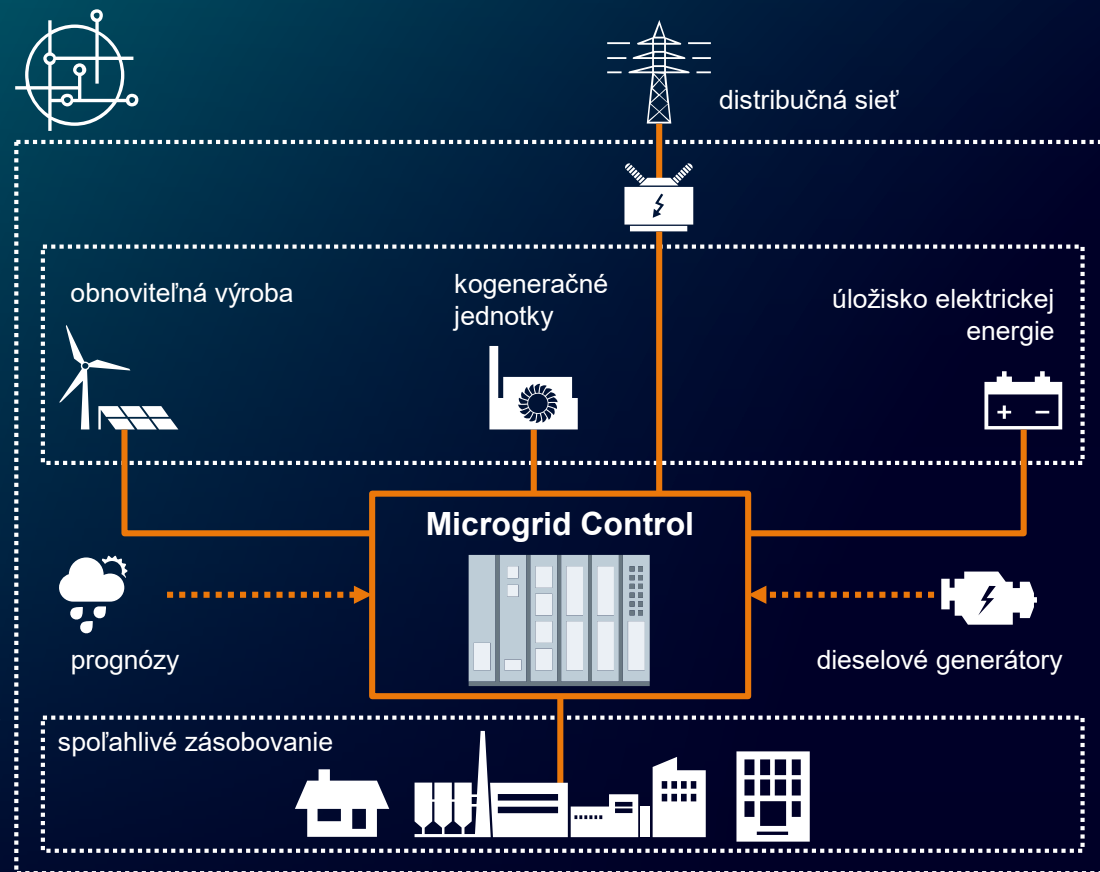 distribučná sieť
obnoviteľná výroba
kogeneračné
jednotky
úložisko elektrickej
energie
Microgrid Control
prognózy
dieselové generátory
spoľahlivé zásobovanie